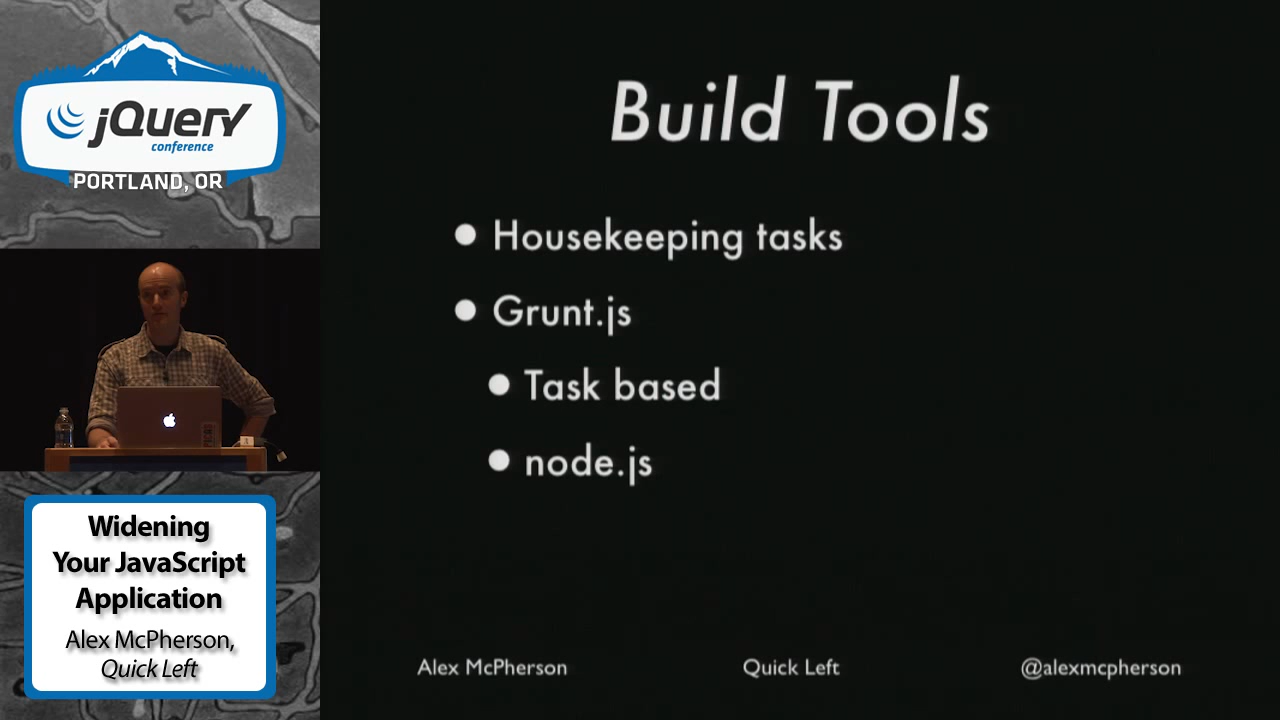 jQuery
conference
PORTLAND, OR
Widening
Your JavaScript
Application
Alex McPherson,
Quick Left
Build Tools
Housekeeping tasks
Grunt.js
Task based
node.js
Alex McPherson
Quick Left
@alexmcpherson